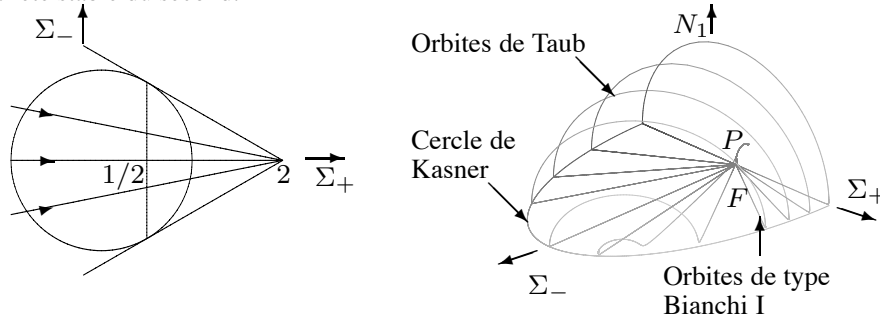 Σ₋
1/2
2
Σ₊
N₁
Orbites de Taub
Cercle de
Kasner
P
F
Σ₊
Σ₋
Orbites de type
Bianchi I